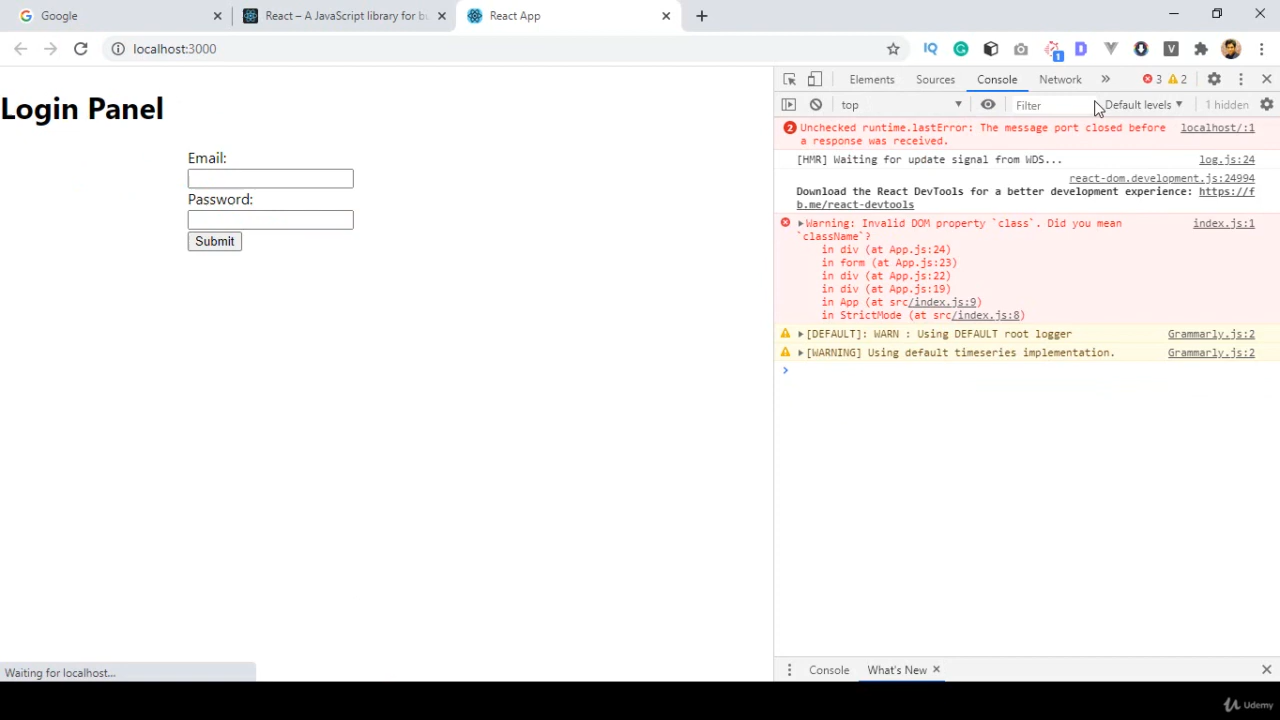 Google
React – A JavaScript library for bu
React App
localhost:3000
IQ
1
D
V
Elements
Sources
Console
Network
3
2
top
Filter
Default levels
1 hidden
Login Panel
Email:
Password:
Submit
2
Unchecked runtime.lastError: The message port closed before
localhost/:1
a response was received.
[HMR] Waiting for update signal from WDS...
log.js:24
react-dom.development.js:24994
Download the React DevTools for a better development experience: https://f
b.me/react-devtools
Warning: Invalid DOM property `class`. Did you mean
index.js:1
`className`?
in div (at App.js:24)
in form (at App.js:23)
in div (at App.js:22)
in div (at App.js:19)
in App (at src/index.js:9)
in StrictMode (at src/index.js:8)
[DEFAULT]: WARN : Using DEFAULT root logger
Grammarly.js:2
[WARNING] Using default timeseries implementation.
Grammarly.js:2
Waiting for localhost...
Console
What's New
Udemy